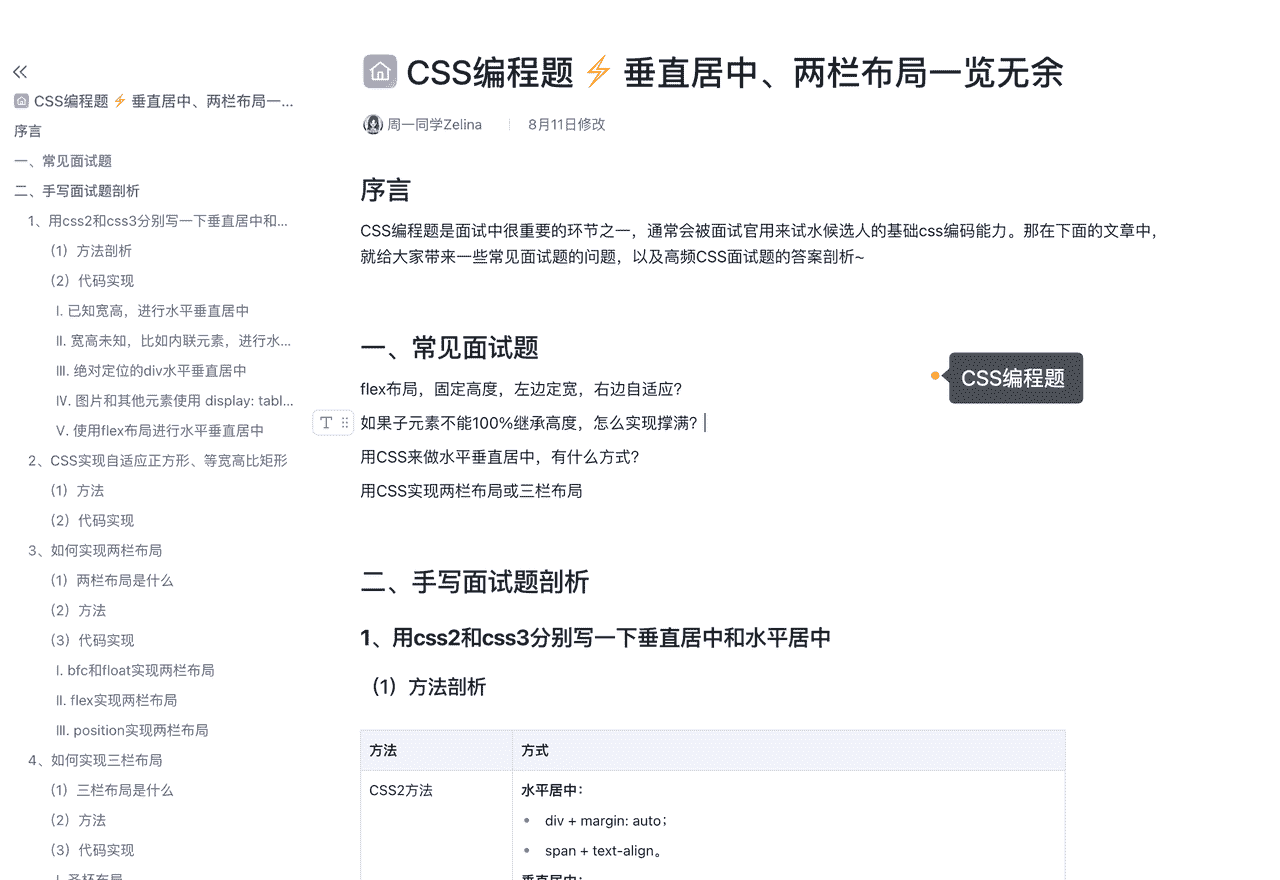 CSS编程题⚡垂直居中、两栏布局一...
序言
一、常见面试题
二、手写面试题剖析
1、用css2和css3分别写一下垂直居中和...
（1）方法剖析
（2）代码实现
Ⅰ. 已知宽高，进行水平垂直居中
Ⅱ. 宽高未知，比如内联元素，进行水...
Ⅲ. 绝对定位的div水平垂直居中
Ⅳ. 图片和其他元素使用 display: tabl...
Ⅴ. 使用flex布局进行水平垂直居中
2、CSS实现自适应正方形、等宽高比矩形
（1）方法
（2）代码实现
3、如何实现两栏布局
（1）两栏布局是什么
（2）方法
（3）代码实现
Ⅰ. bfc和float实现两栏布局
Ⅱ. flex实现两栏布局
Ⅲ. position实现两栏布局
4、如何实现三栏布局
（1）三栏布局是什么
（2）方法
（3）代码实现
Ⅰ. 圣杯布局
CSS编程题⚡垂直居中、两栏布局一览无余
周一同学Zelina
8月11日修改
序言
CSS编程题是面试中很重要的环节之一，通常会被面试官用来试水候选人的基础css编码能力。那在下面的文章中，
就给大家带来一些常见面试题的问题，以及高频CSS面试题的答案剖析~
一、常见面试题
flex布局，固定高度，左边定宽，右边自适应？
CSS编程题
如果子元素不能100%继承高度，怎么实现撑满？
用CSS来做水平垂直居中，有什么方式？
用CSS实现两栏布局或三栏布局
二、手写面试题剖析
1、用css2和css3分别写一下垂直居中和水平居中
（1）方法剖析
方法
方式
CSS2方法
水平居中：
div + margin: auto；
span + text-align。
垂直居中：